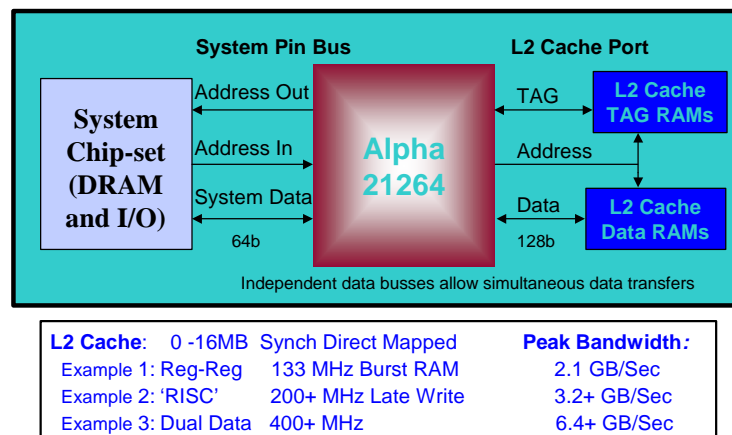 System Pin Bus
L2 Cache Port
System
Chip-set
(DRAM
and I/O)
Address Out
Address In
System Data
64b
Alpha
21264
TAG
Address
Data
128b
L2 Cache
TAG RAMs
L2 Cache
Data RAMs
Independent data busses allow simultaneous data transfers
L2 Cache: 0 -16MB Synch Direct Mapped Peak Bandwidth:
Example 1: Reg-Reg 133 MHz Burst RAM 2.1 GB/Sec
Example 2: ‘RISC’ 200+ MHz Late Write 3.2+ GB/Sec
Example 3: Dual Data 400+ MHz 6.4+ GB/Sec